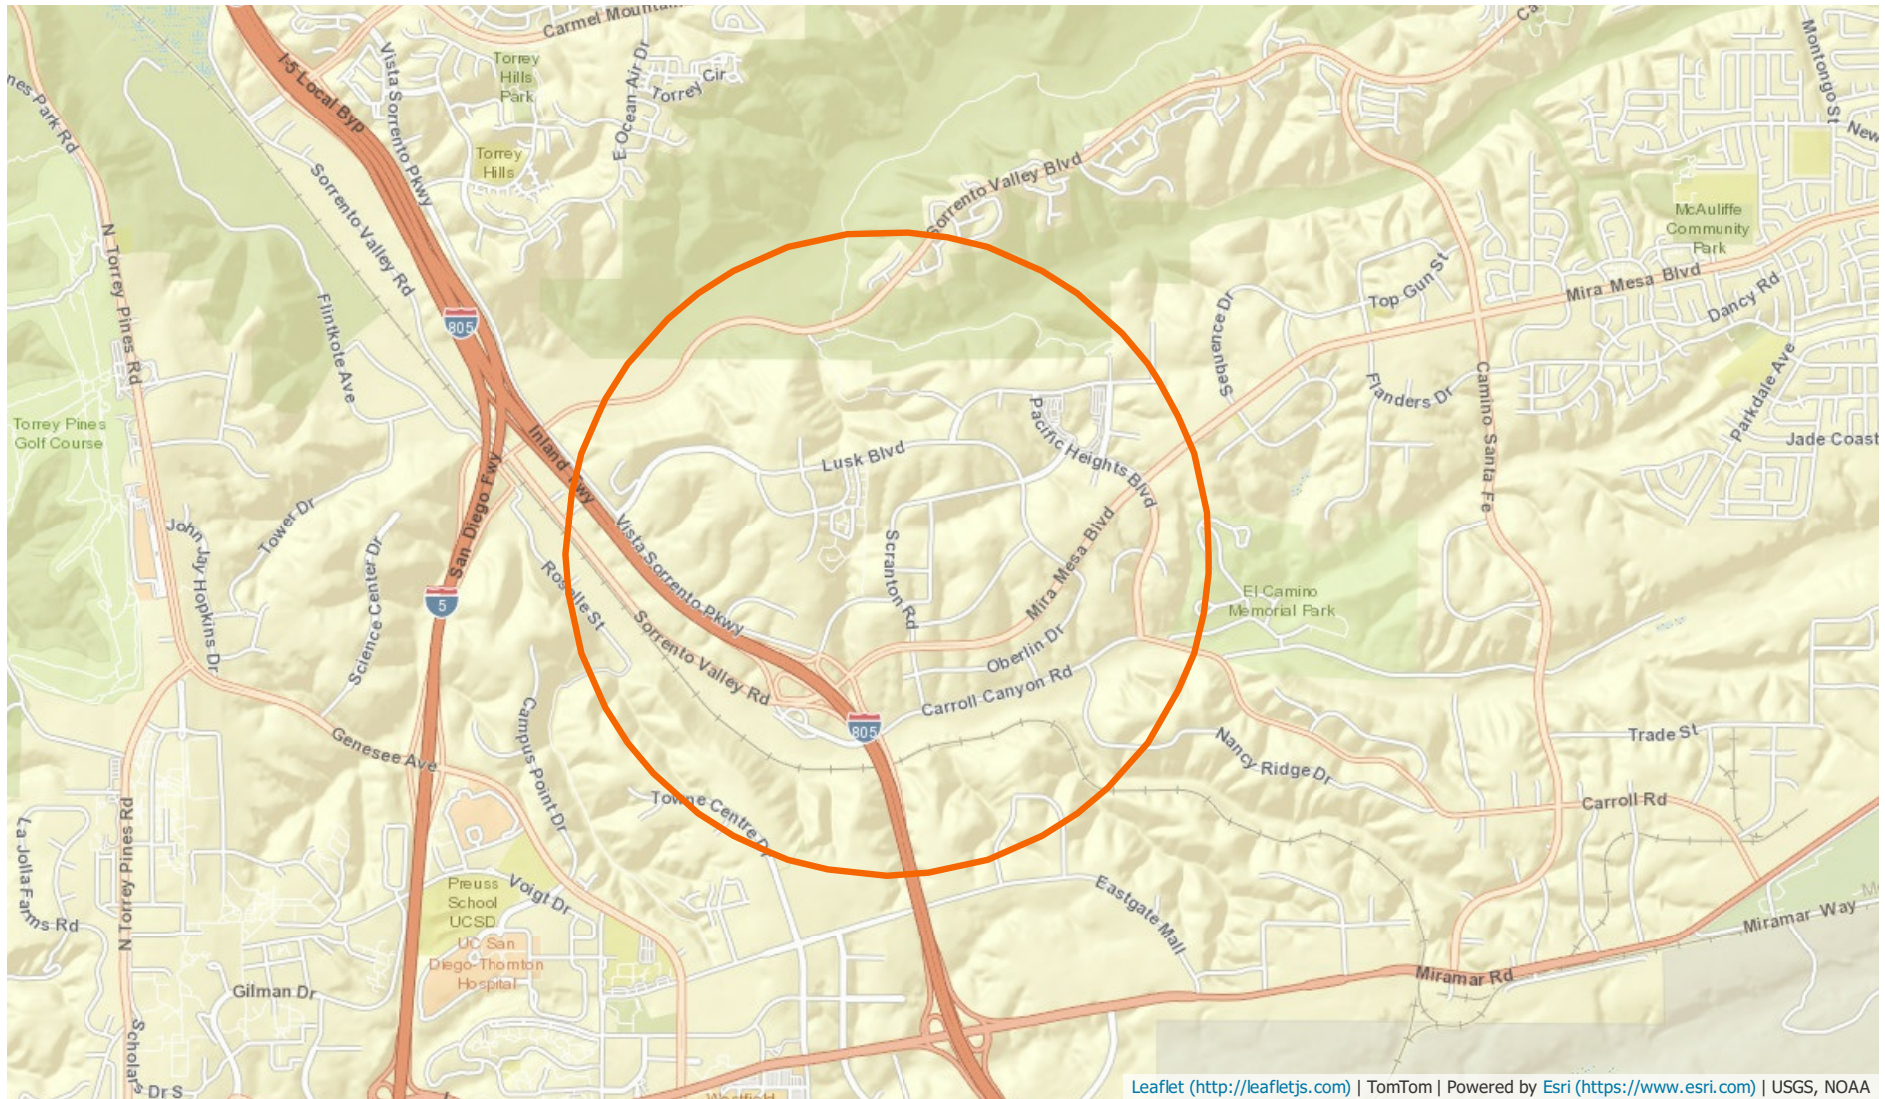 Carmel Mountain
I-5 Local Byp
Vista Sorrento Pkwy
Torrey
Hills
Park
E Ocean Air Dr
Torrey Cir
Montongo St
New
nes Park Rd
Torrey
Hills
Sorrento Valley Rd
Sorrento Valley Blvd
McAuliffe
Community
Park
N Torrey Pines Rd
Flintkote Ave
805
Sequence Dr
Top Gun St
Mira Mesa Blvd
Dancy Rd
Flanders Dr
Camino Santa Fe
Parkdale Ave
Jade Coast
Torrey Pines
Golf Course
Inland Fwy
San Diego Fwy
Lusk Blvd
Pacific Heights Blvd
John Jay Hopkins Dr
Tower Dr
Science Center Dr
Vista Sorrento Pkwy
Scranton Rd
Mira Mesa Blvd
5
Roselle St
Sorrento Valley Rd
Oberlin Dr
El Camino
Memorial Park
Carroll Canyon Rd
805
Genesee Ave
Campus Point Dr
Nancy Ridge Dr
Trade St
Towne Centre Dr
Carroll Rd
La Jolla Farms Rd
N Torrey Pines Rd
Preuss
School
UCSD
Voigt Dr
Eastgate Mall
Miramar Way
UC San
Diego-Thornton
Hospital
Gilman Dr
Miramar Rd
Scholars Dr S
Westfield
Leaflet (http://leafletjs.com) | TomTom | Powered by Esri (https://www.esri.com) | USGS, NOAA